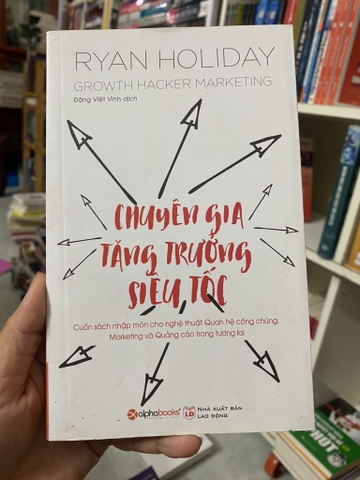 RYAN HOLIDAY
GROWTH HACKER MARKETING
Đặng Việt Vinh dịch
CHUYÊN GIA
TĂNG TRƯỞNG
SIÊU TỐC
Cuốn sách nhập môn cho nghệ thuật Quan hệ công chúng,
Marketing và Quảng cáo trong tương lai
alphabooks
LĐ NHÀ XUẤT BẢN
LAO ĐỘNG